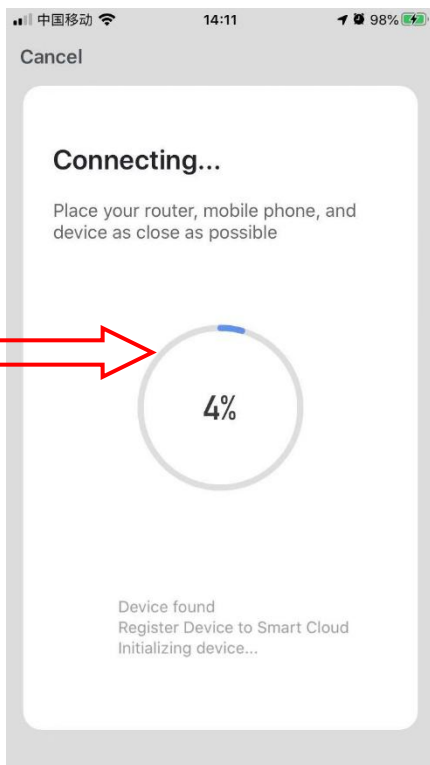 中国移动 14:11 98%
Cancel
Connecting...
Place your router, mobile phone, and
device as close as possible
4%
Device found
Register Device to Smart Cloud
Initializing device...